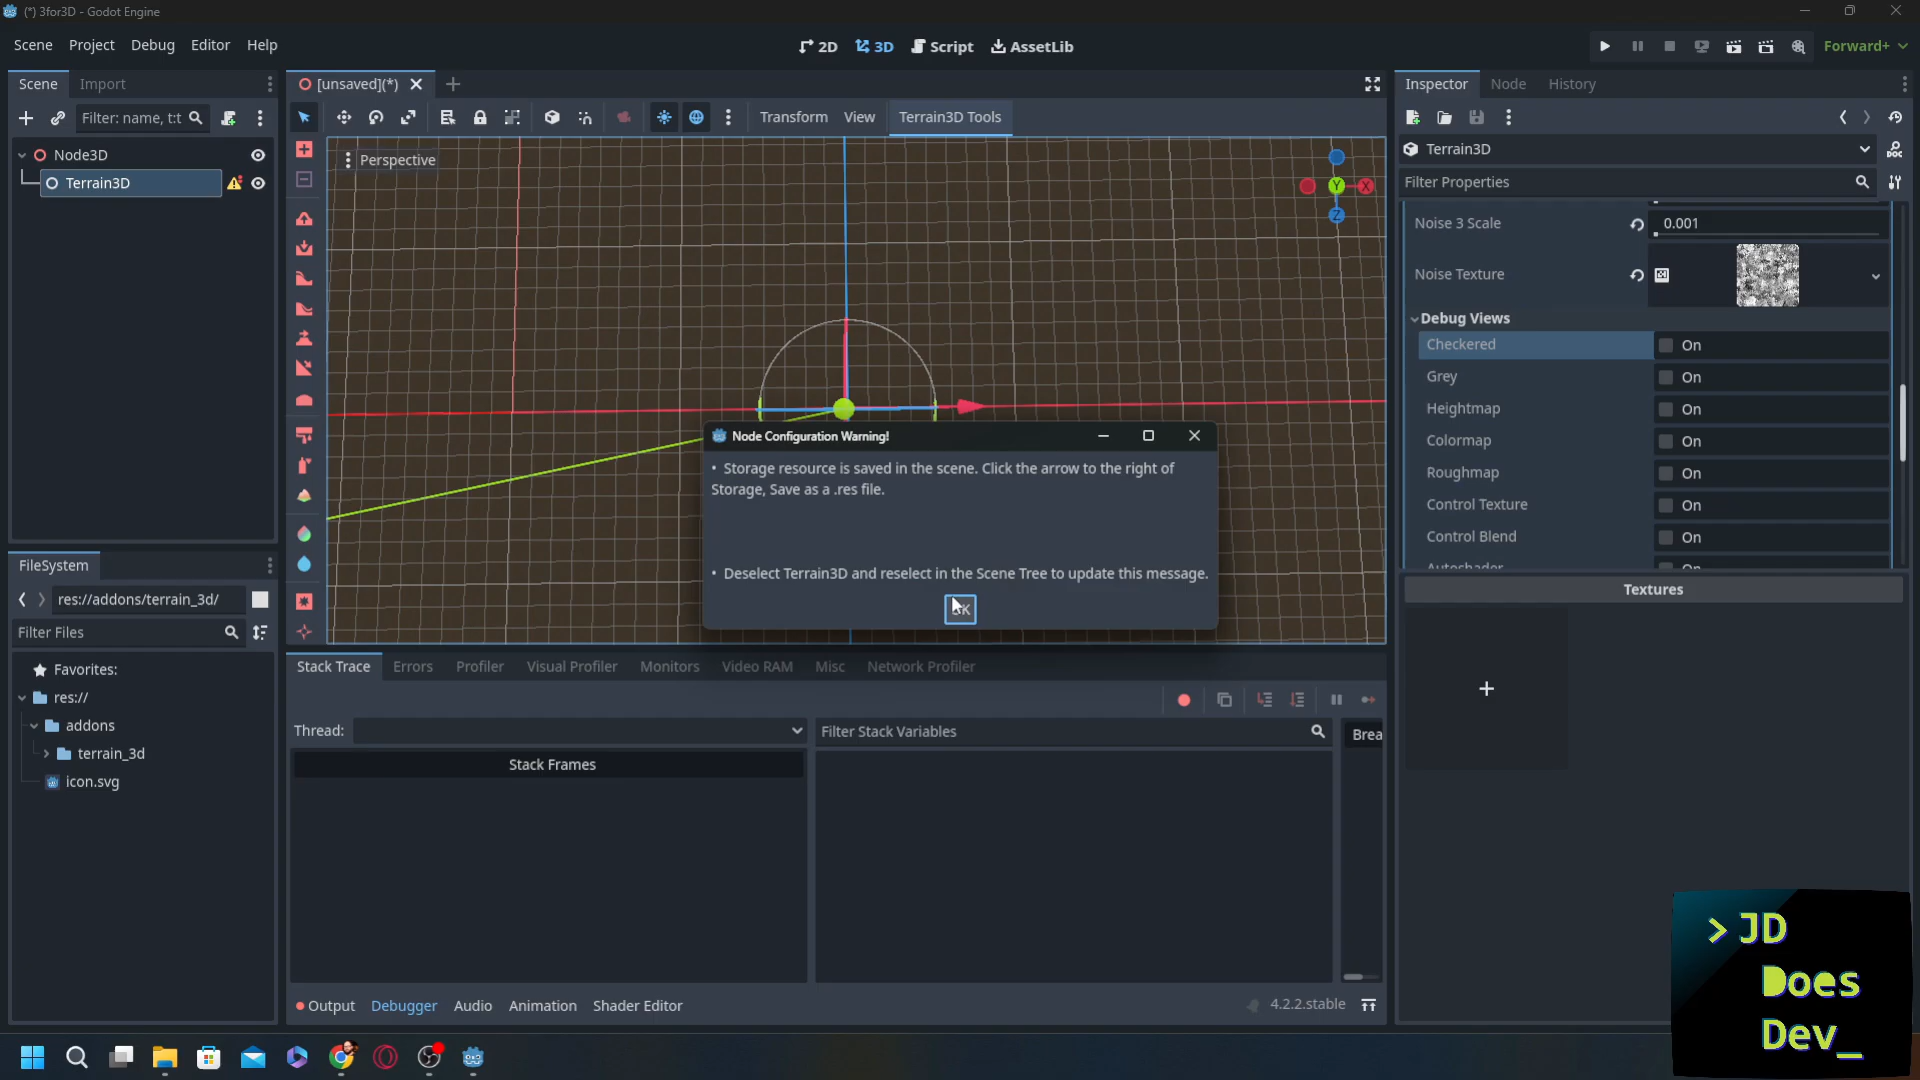 (*) 3for3D - Godot Engine
Scene Project Debug Editor Help
2D 3D Script AssetLib
Forward+
Scene Import
[unsaved](*)
Inspector Node History
Filter: name, t:t
Transform View Terrain3D Tools
Node3D
Terrain3D
Perspective
Y X Z
Terrain3D
DOC
Filter Properties
Noise 3 Scale 0.001
Noise Texture
Debug Views
Checkered On
Grey On
Heightmap On
Colormap On
Roughmap On
Control Texture On
Control Blend On
Autoshader On
Node Configuration Warning!
• Storage resource is saved in the scene. Click the arrow to the right of
Storage, Save as a .res file.
• Deselect Terrain3D and reselect in the Scene Tree to update this message.
Textures
FileSystem
res://addons/terrain_3d/
Filter Files
Favorites:
res://
addons
terrain_3d
icon.svg
Stack Trace Errors Profiler Visual Profiler Monitors Video RAM Misc Network Profiler
Thread:
Filter Stack Variables
Brea
Stack Frames
Output Debugger Audio Animation Shader Editor
4.2.2.stable
> JD
Does
Dev_